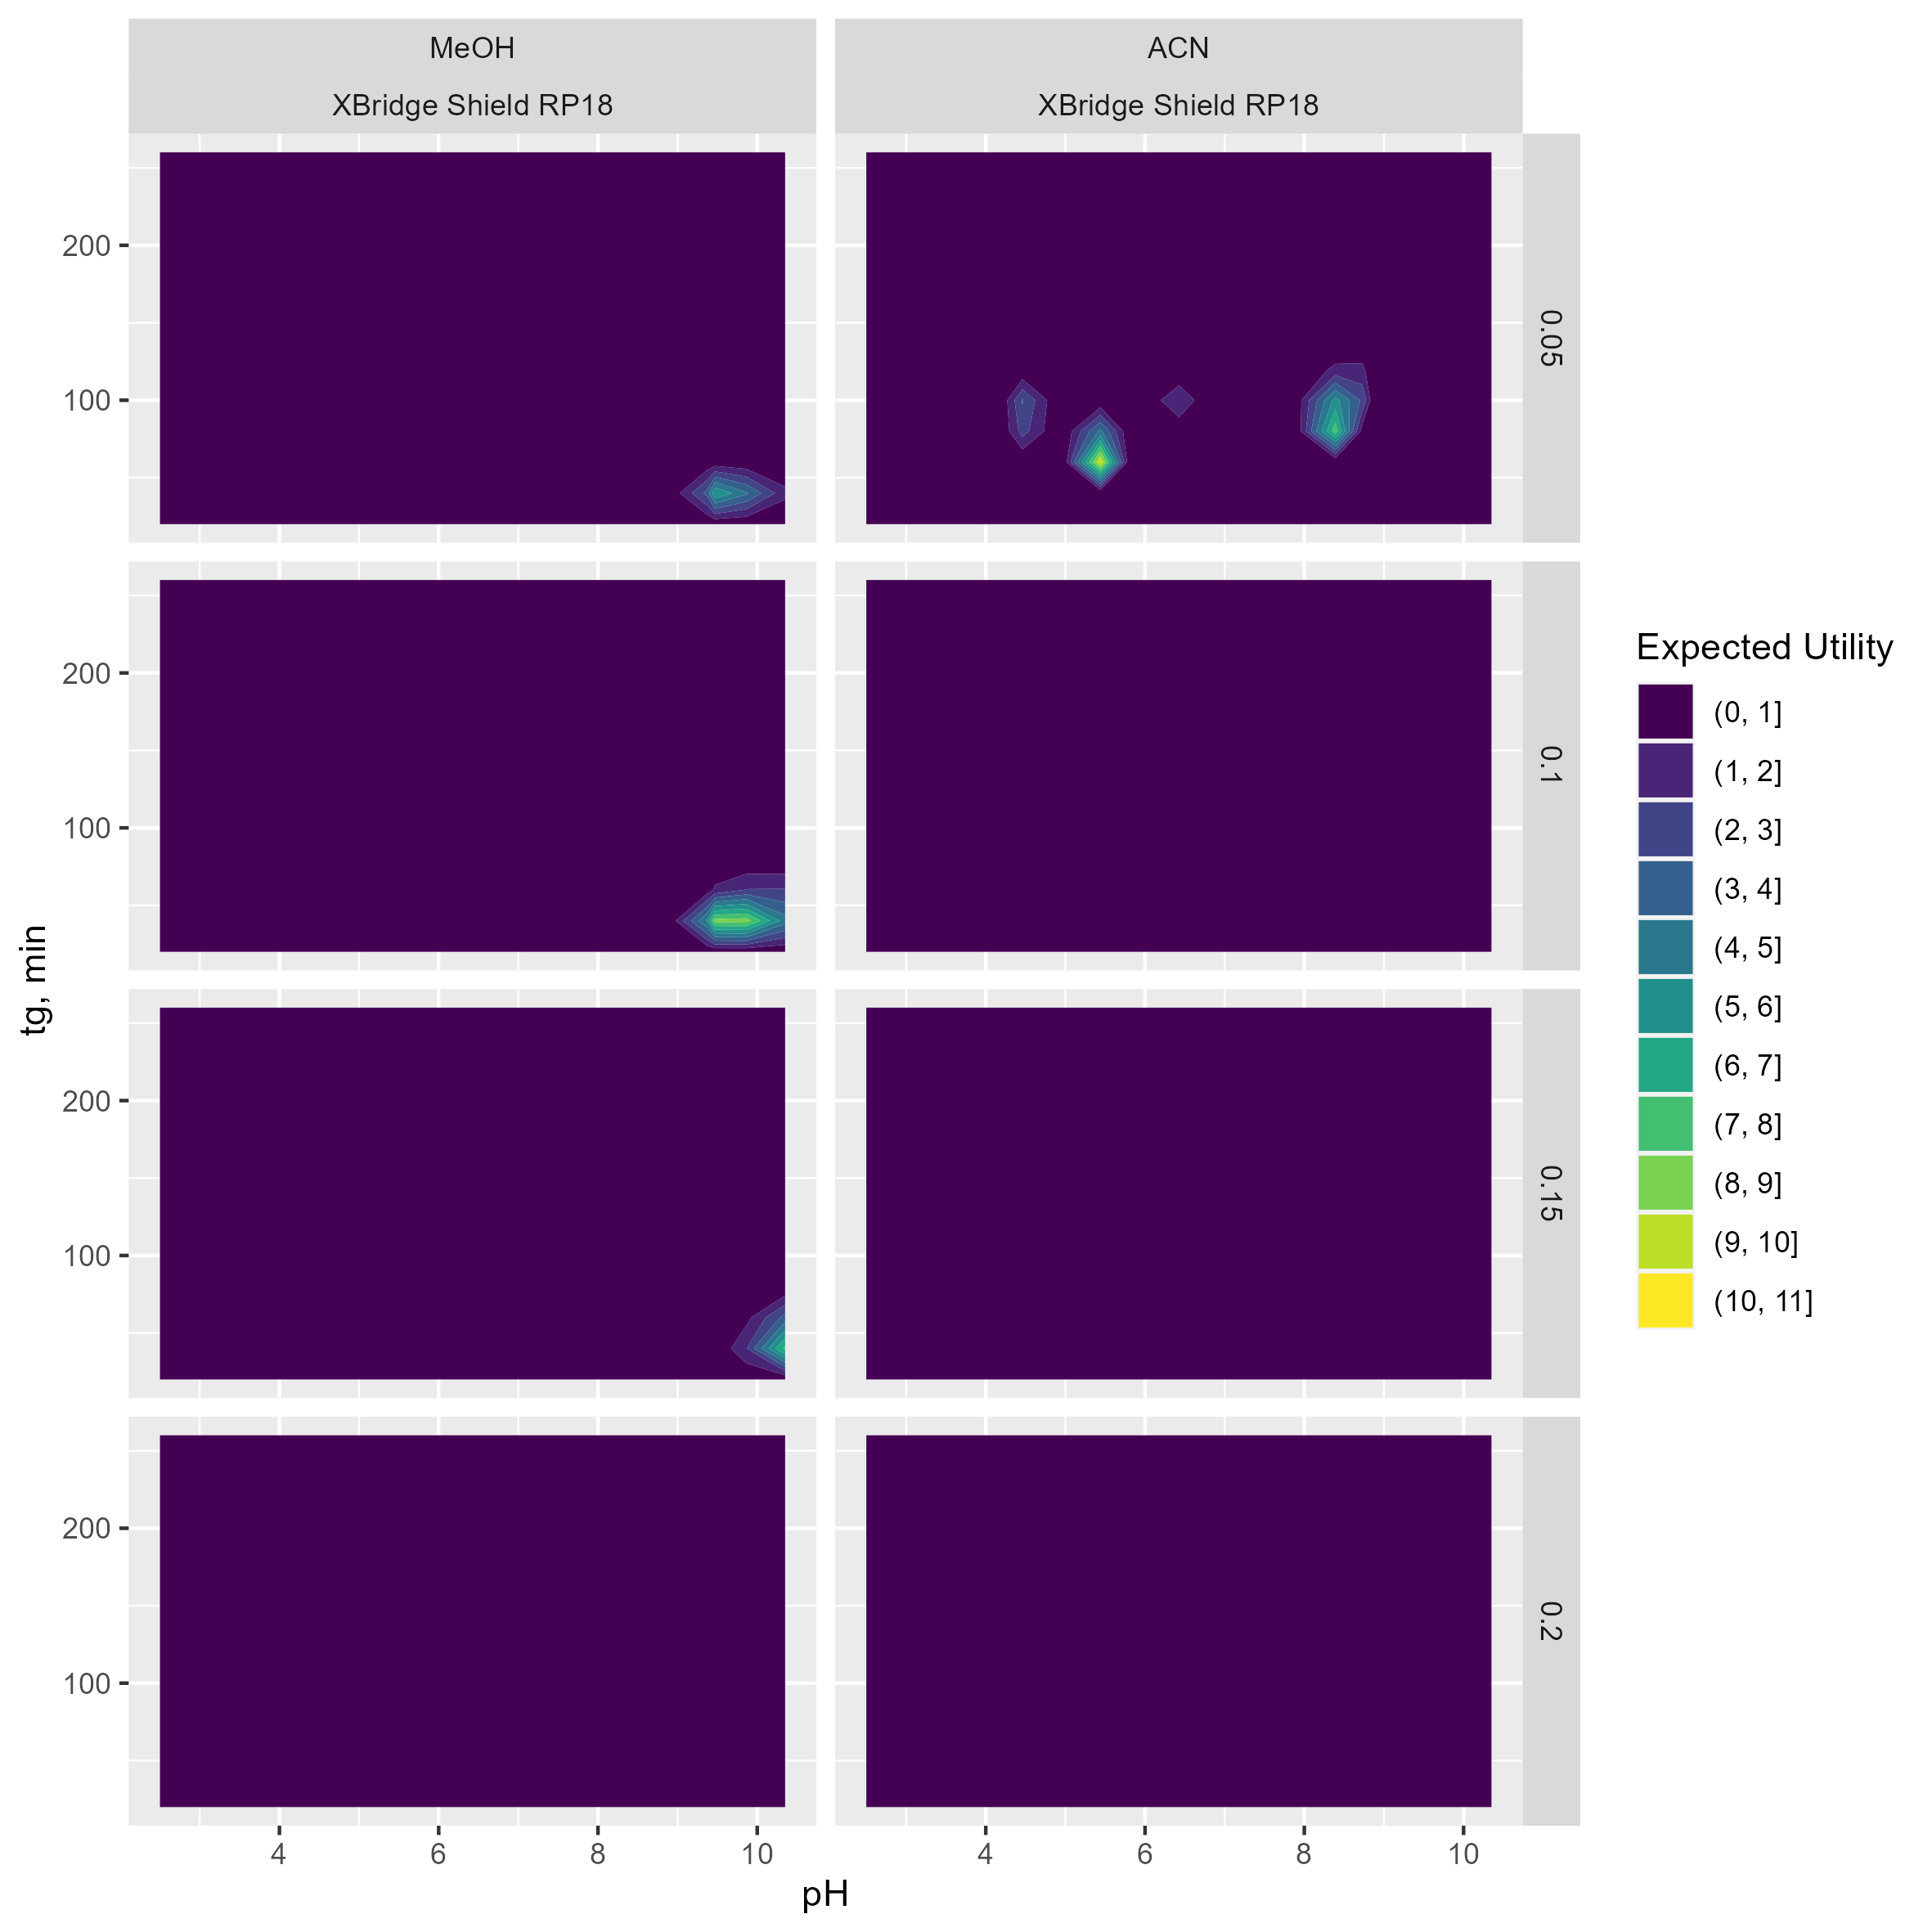 MeOH
ACN
XBridge Shield RP18
XBridge Shield RP18
200
100
0.05
200
100
0.1
200
100
0.15
200
100
0.2
4 6 8 10
4 6 8 10
pH
tg, min
Expected Utility
(0, 1]
(1, 2]
(2, 3]
(3, 4]
(4, 5]
(5, 6]
(6, 7]
(7, 8]
(8, 9]
(9, 10]
(10, 11]